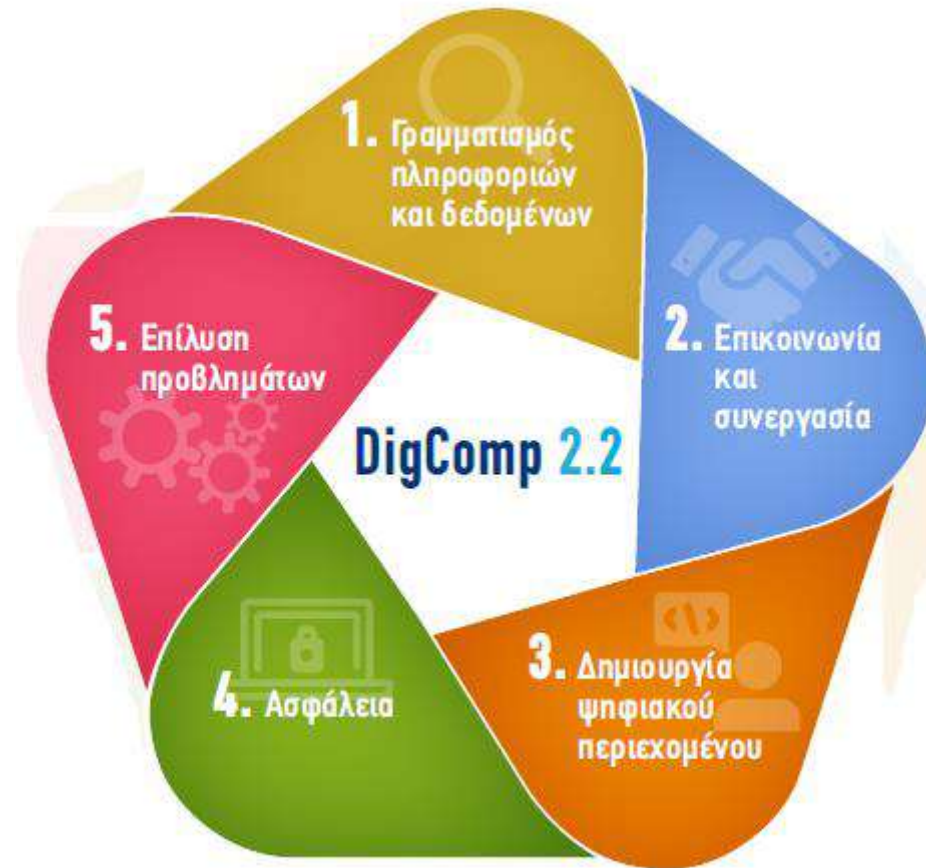 1. Γραμματισμός
πληροφοριών
και δεδομένων
2. Επικοινωνία
και
συνεργασία
3. Δημιουργία
ψηφιακού
περιεχομένου
4. Ασφάλεια
5. Επίλυση
προβλημάτων
DigComp 2.2